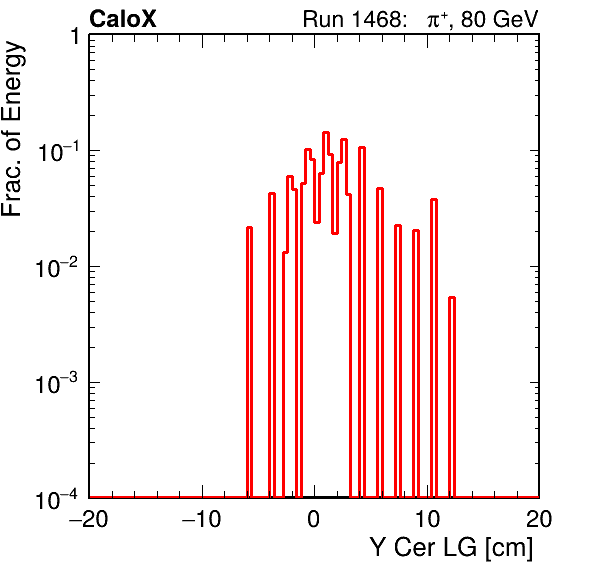 CaloX Run 1468: π⁺, 80 GeV
Frac. of Energy
1
10⁻¹
10⁻²
10⁻³
10⁻⁴
−20 −10 0 10 20
Y Cer LG [cm]